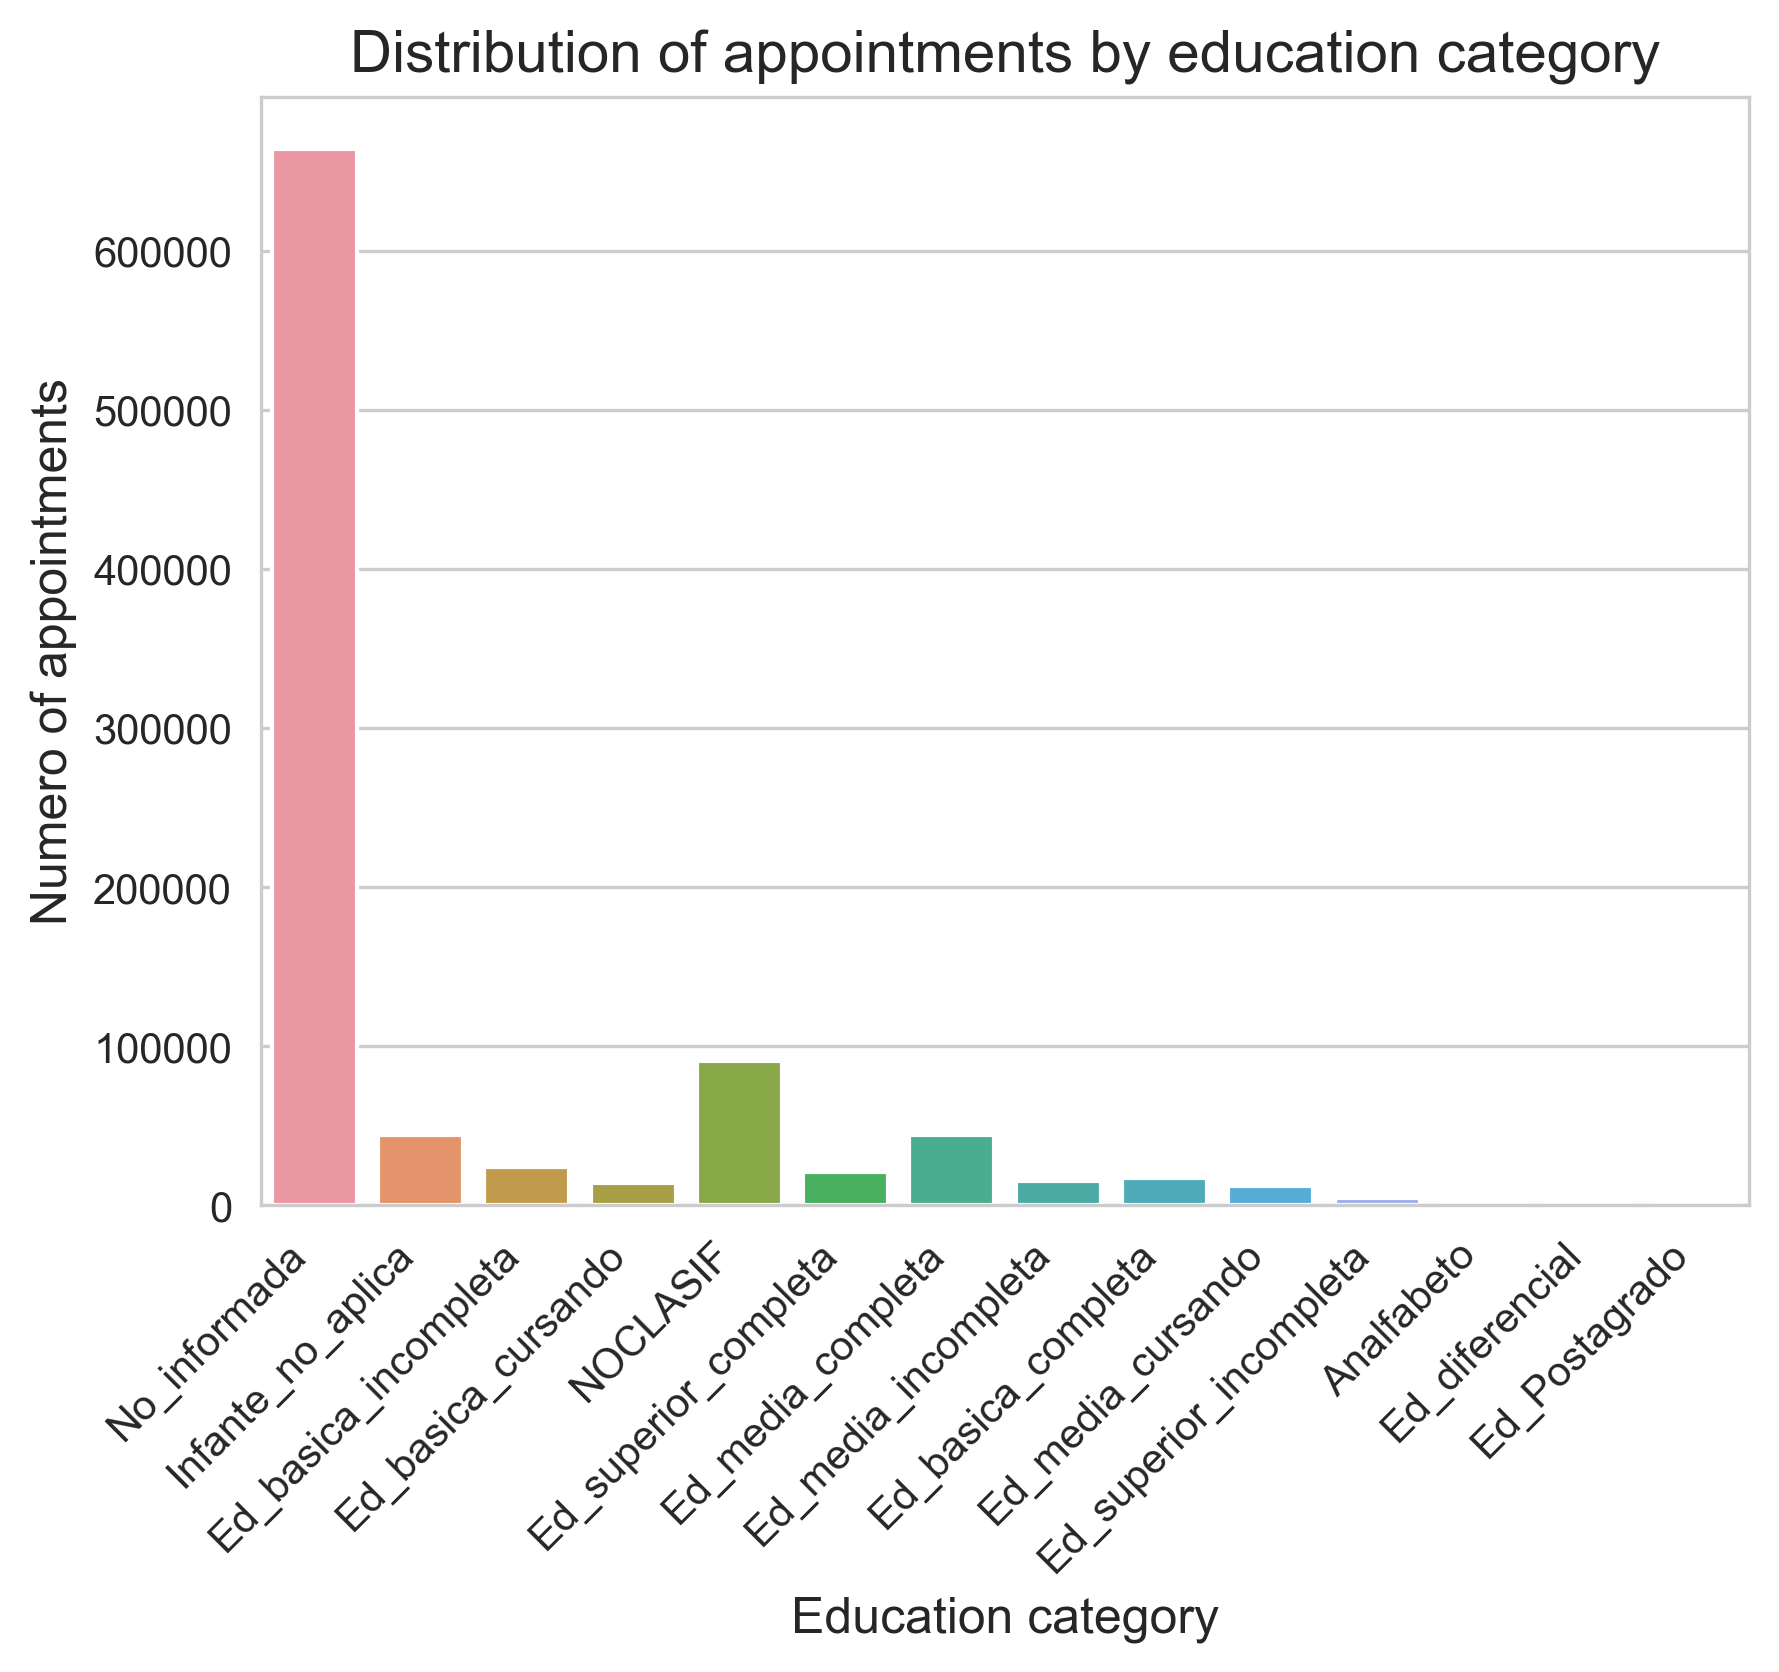 Distribution of appointments by education category
Numero of appointments
600000
500000
400000
300000
200000
100000
0
No_informada
Infante_no_aplica
Ed_basica_incompleta
Ed_basica_cursando
NOCLASIF
Ed_superior_completa
Ed_media_completa
Ed_media_incompleta
Ed_basica_completa
Ed_media_cursando
Ed_superior_incompleta
Analfabeto
Ed_diferencial
Ed_Postagrado
Education category